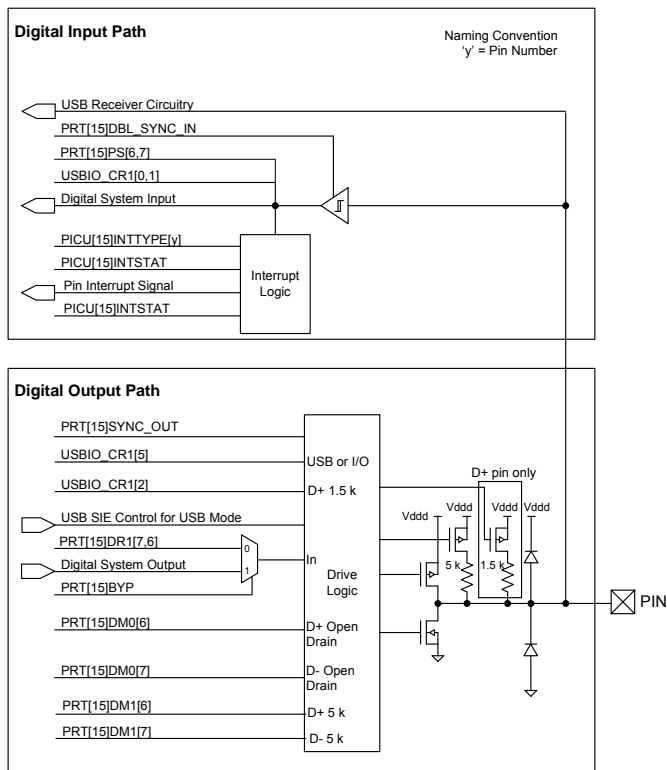 Digital Input Path
Naming Convention
'y' = Pin Number
USB Receiver Circuitry
PRT[15]DBL_SYNC_IN
PRT[15]PS[6,7]
USBIO_CR1[0,1]
Digital System Input
PICU[15]INTTYPE[y]
PICU[15]INTSTAT
Pin Interrupt Signal
PICU[15]INTSTAT
Interrupt
Logic
Digital Output Path
PRT[15]SYNC_OUT
USBIO_CR1[5]
USB or I/O
D+ pin only
USBIO_CR1[2]
D+ 1.5 k
Vddd
Vddd
Vddd
Vddd
USB SIE Control for USB Mode
PRT[15]DR1[7,6]
0
In
5 k
1.5 k
Digital System Output
1
Drive
Logic
PRT[15]BYP
PIN
PRT[15]DM0[6]
D+ Open
Drain
PRT[15]DM0[7]
D- Open
Drain
PRT[15]DM1[6]
D+ 5 k
PRT[15]DM1[7]
D- 5 k